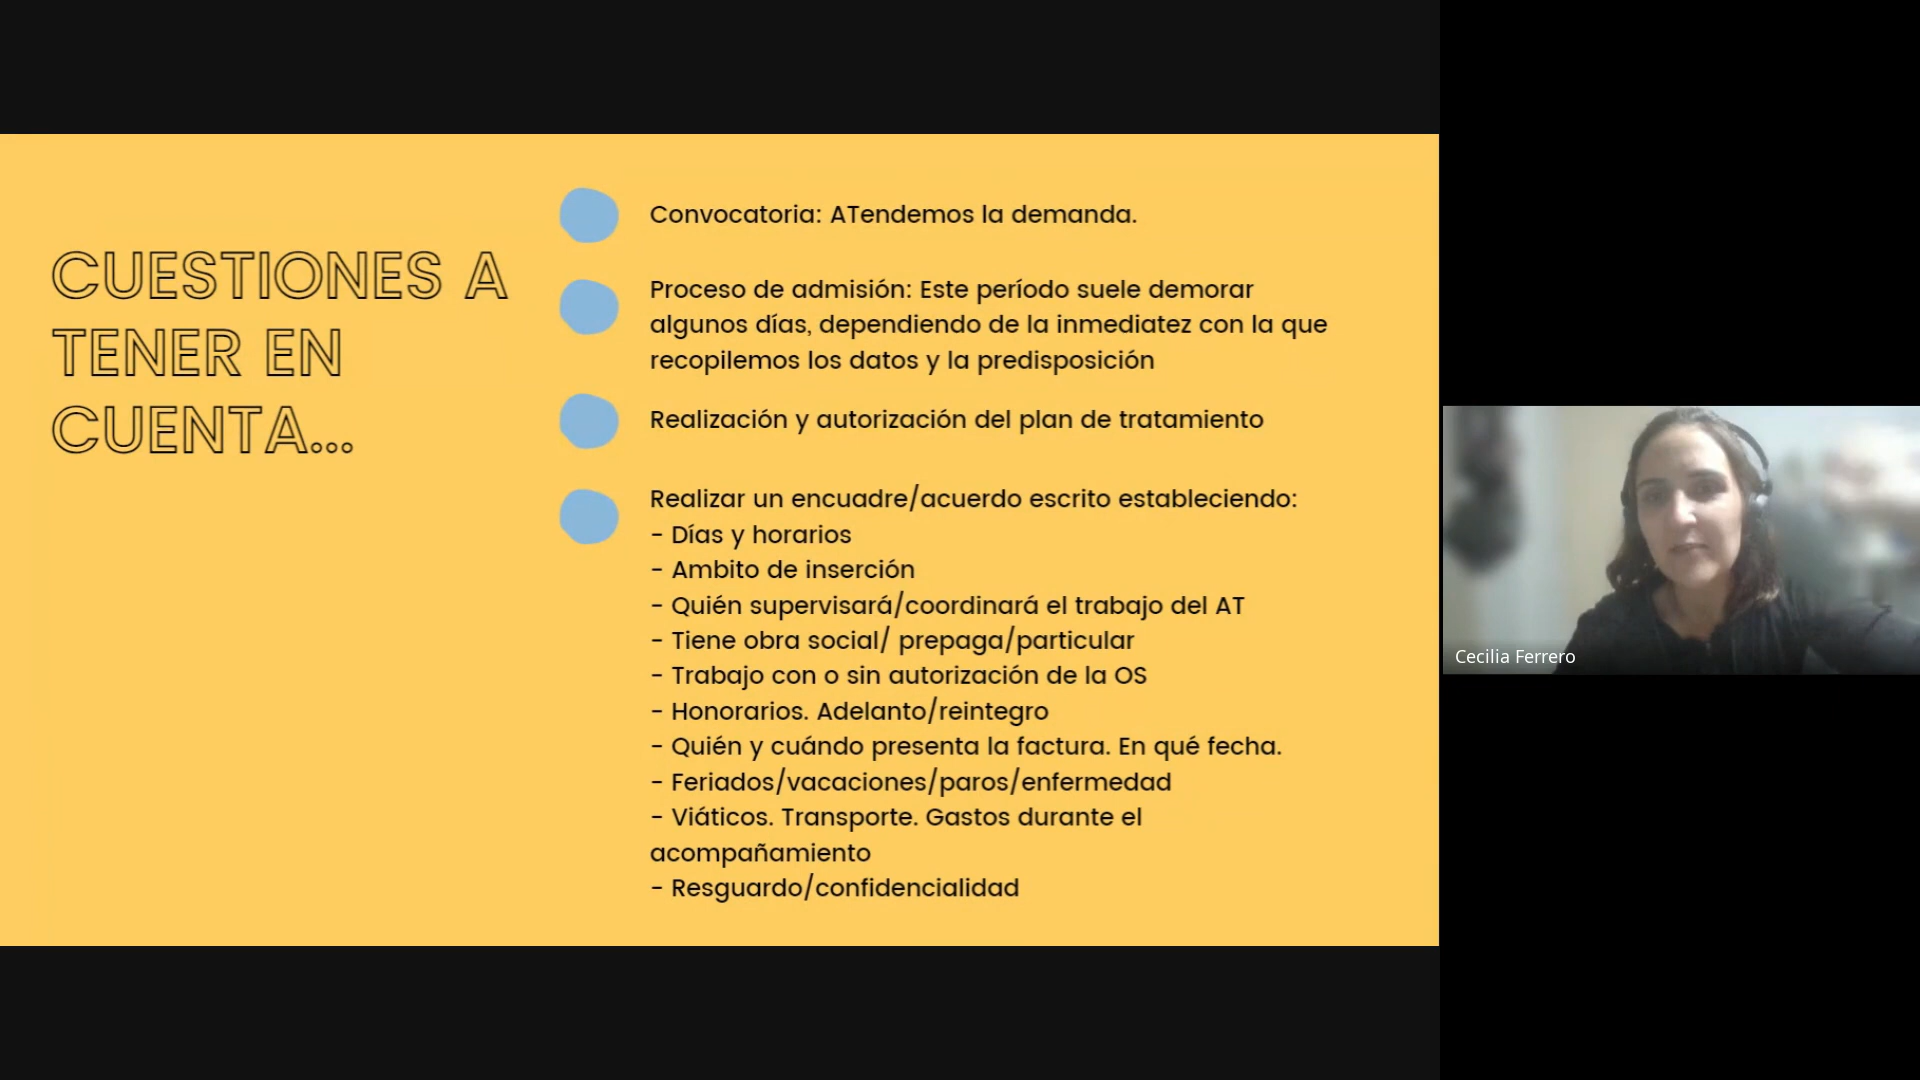 CUESTIONES A
TENER EN
CUENTA...
Convocatoria: ATendemos la demanda.
Proceso de admisión: Este período suele demorar
algunos días, dependiendo de la inmediatez con la que
recopilemos los datos y la predisposición
Realización y autorización del plan de tratamiento
Realizar un encuadre/acuerdo escrito estableciendo:
- Días y horarios
- Ambito de inserción
- Quién supervisará/coordinará el trabajo del AT
- Tiene obra social/ prepaga/particular
- Trabajo con o sin autorización de la OS
- Honorarios. Adelanto/reintegro
- Quién y cuándo presenta la factura. En qué fecha.
- Feriados/vacaciones/paros/enfermedad
- Viáticos. Transporte. Gastos durante el
acompañamiento
- Resguardo/confidencialidad
Cecilia Ferrero